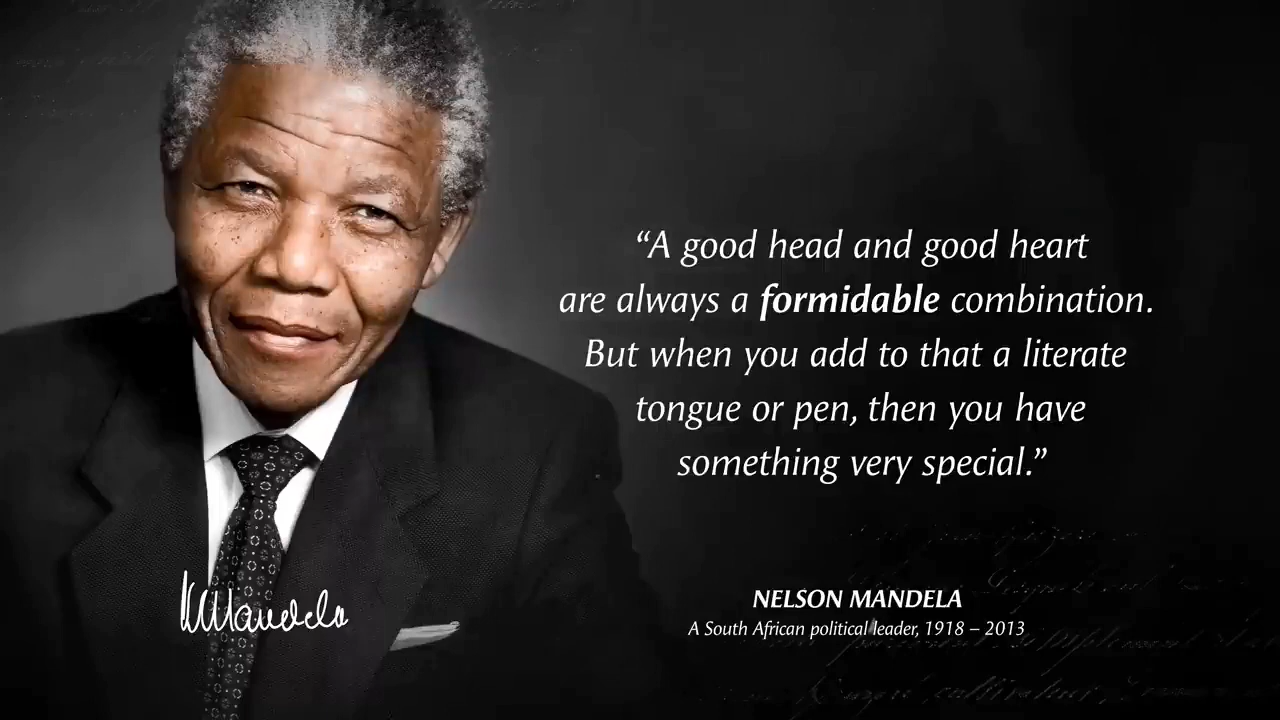 “A good head and good heart
are always a formidable combination.
But when you add to that a literate
tongue or pen, then you have
something very special.”
NELSON MANDELA
A South African political leader, 1918 – 2013
Mandela